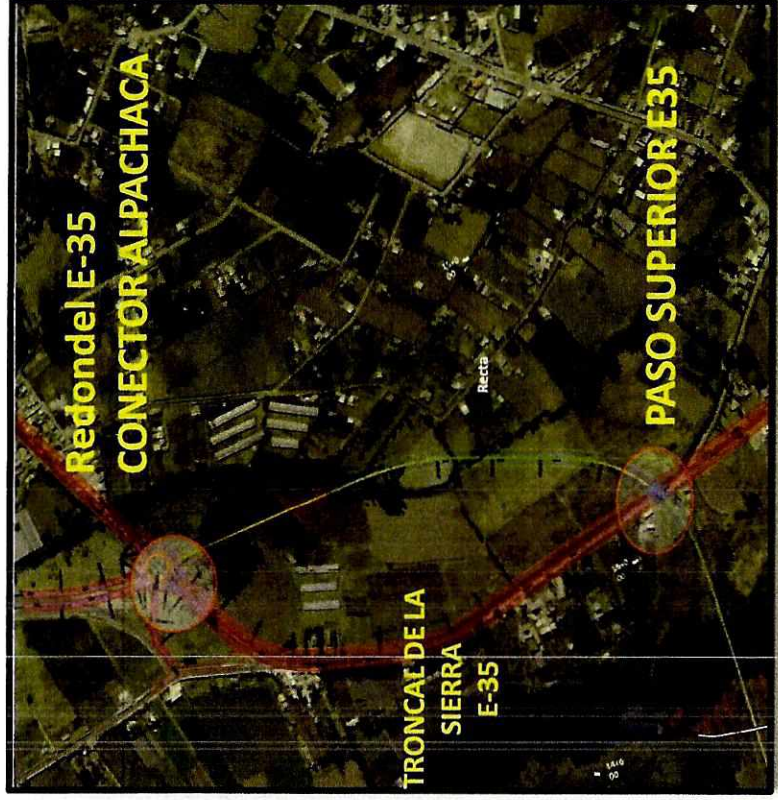 Redondel E-35
CONECTOR ALPACHACA
TRONCAL DE LA
SIERRA
E-35
Recta
PASO SUPERIOR E35